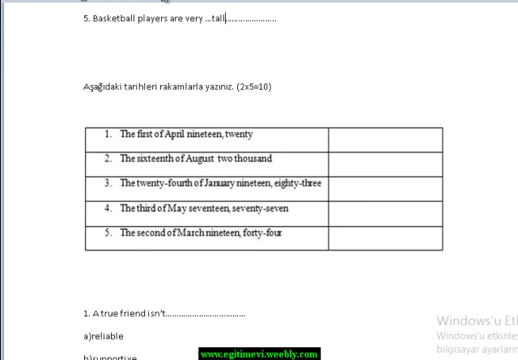 5. Basketball players are very ...tall......................
Aşağıdaki tarihleri rakamlarla yazınız. (2x5=10)
1. The first of April nineteen, twenty
2. The sixteenth of August two thousand
3. The twenty-fourth of January nineteen, eighty-three
4. The third of May seventeen, seventy-seven
5. The second of March nineteen, forty-four
1. A true friend isn't...................................
a)reliable
b)supportive
Windows'u Etk
Windows'u etkinle
bilgisayar ayarların
www.egitimevi.weebly.com